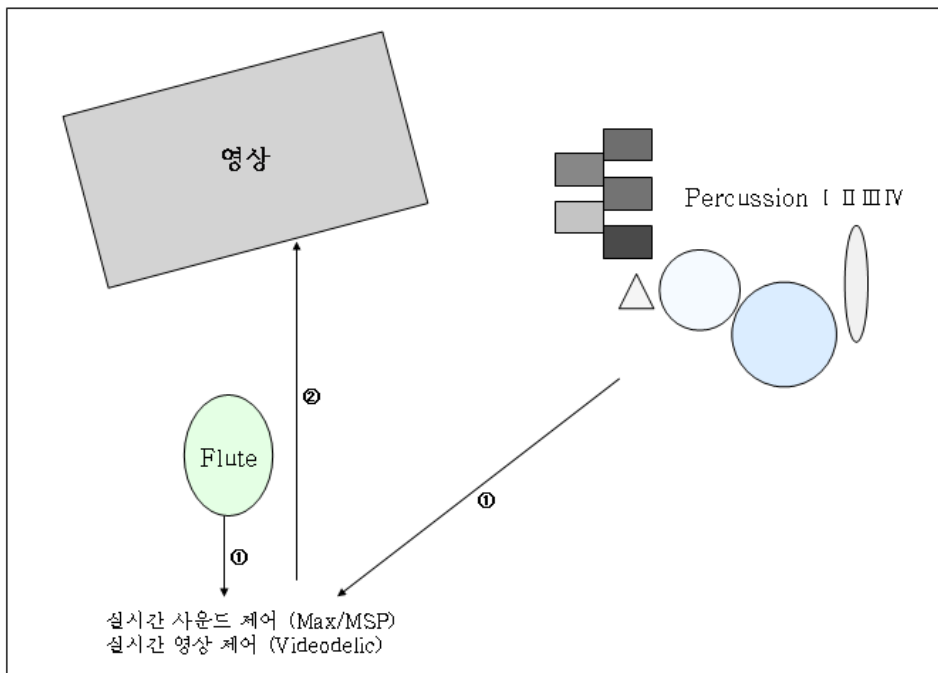 영상
Percussion Ⅰ Ⅱ Ⅲ Ⅳ
②
Flute
①
①
실시간 사운드 제어 (Max/MSP)
실시간 영상 제어 (Videodelic)